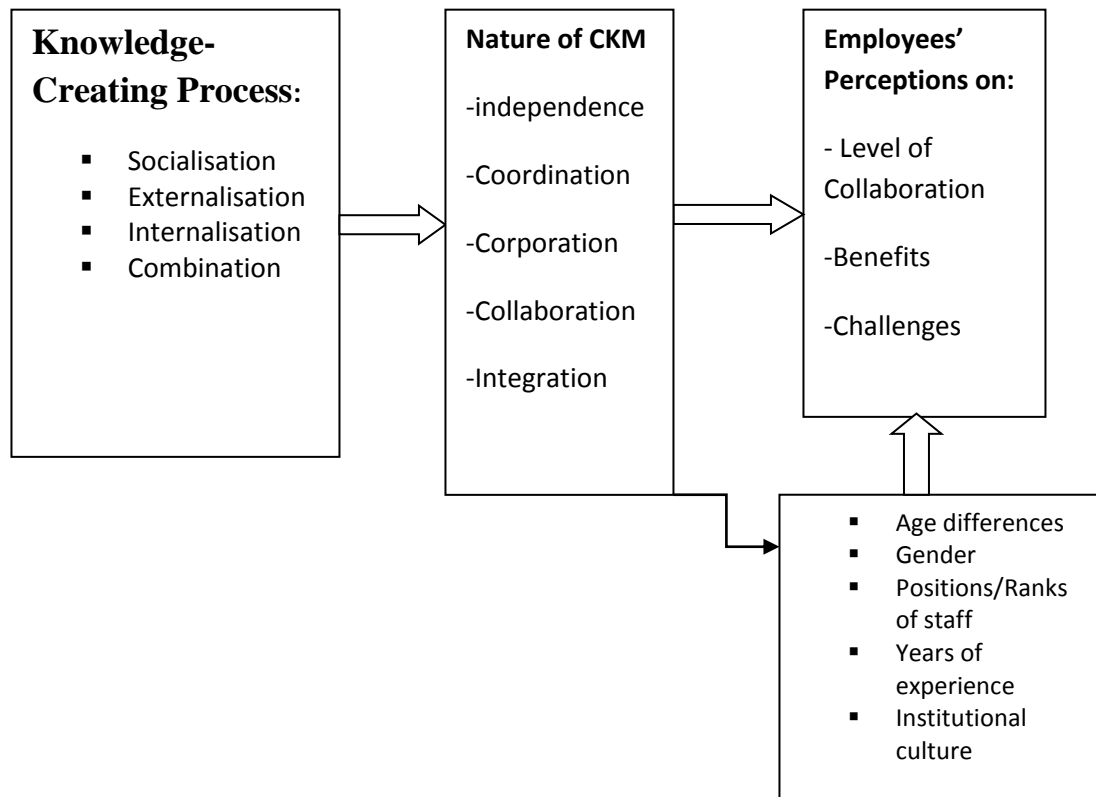 Knowledge-
Creating Process:
▪ Socialisation
▪ Externalisation
▪ Internalisation
▪ Combination
Nature of CKM
-independence
-Coordination
-Corporation
-Collaboration
-Integration
Employees’
Perceptions on:
- Level of
Collaboration
-Benefits
-Challenges
▪ Age differences
▪ Gender
▪ Positions/Ranks
of staff
▪ Years of
experience
▪ Institutional
culture